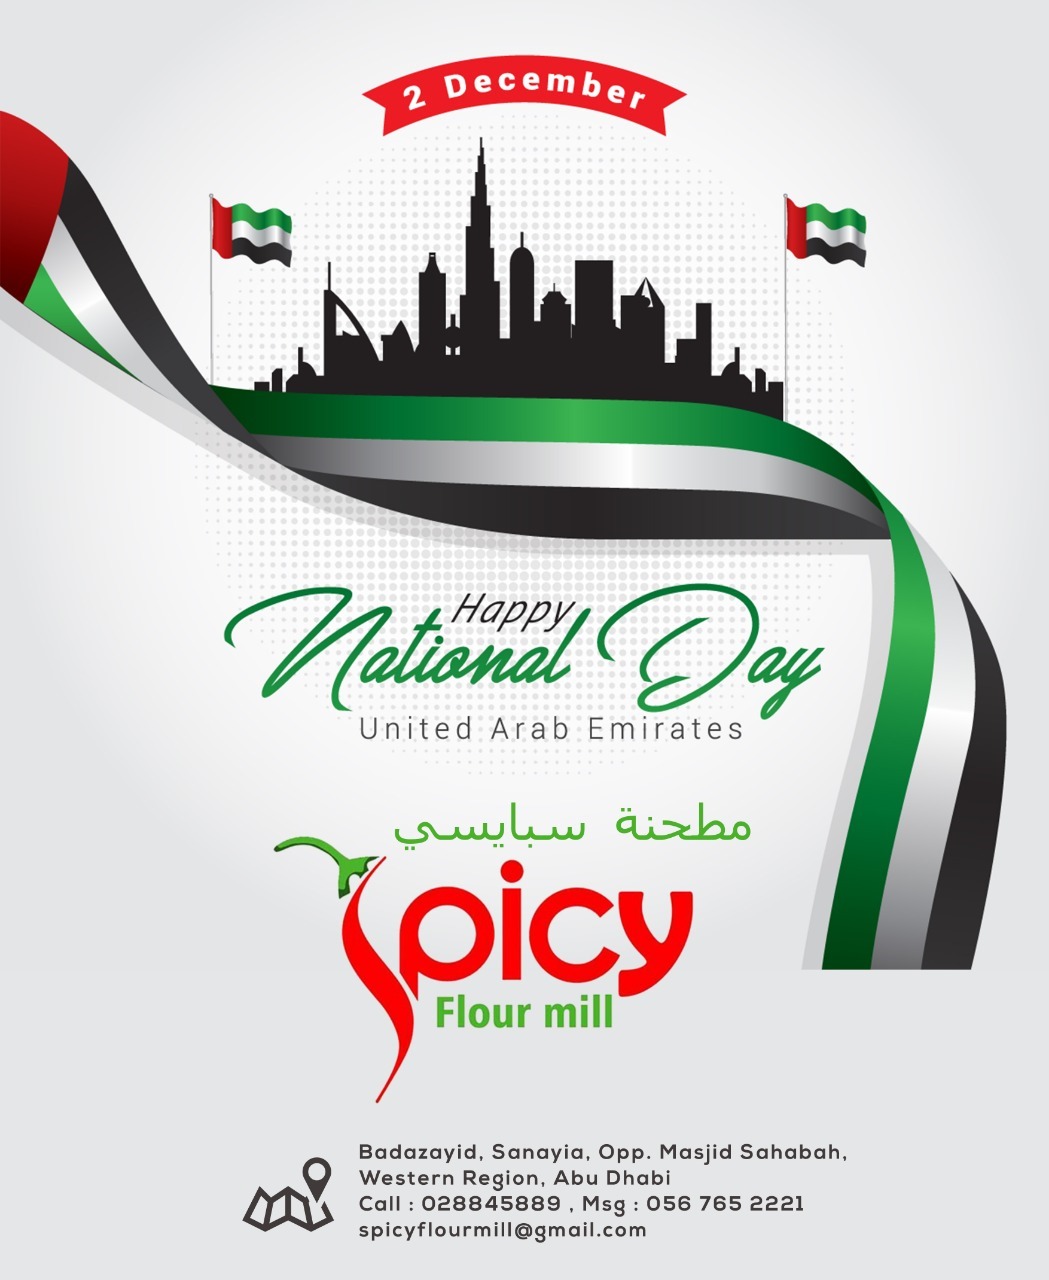 2 December
Happy
National Day
United Arab Emirates
مطحنة سبايسي
Spicy
Flour mill
Badazayid, Sanayia, Opp. Masjid Sahabah,
Western Region, Abu Dhabi
Call : 028845889 , Msg : 056 765 2221
spicyflourmill@gmail.com